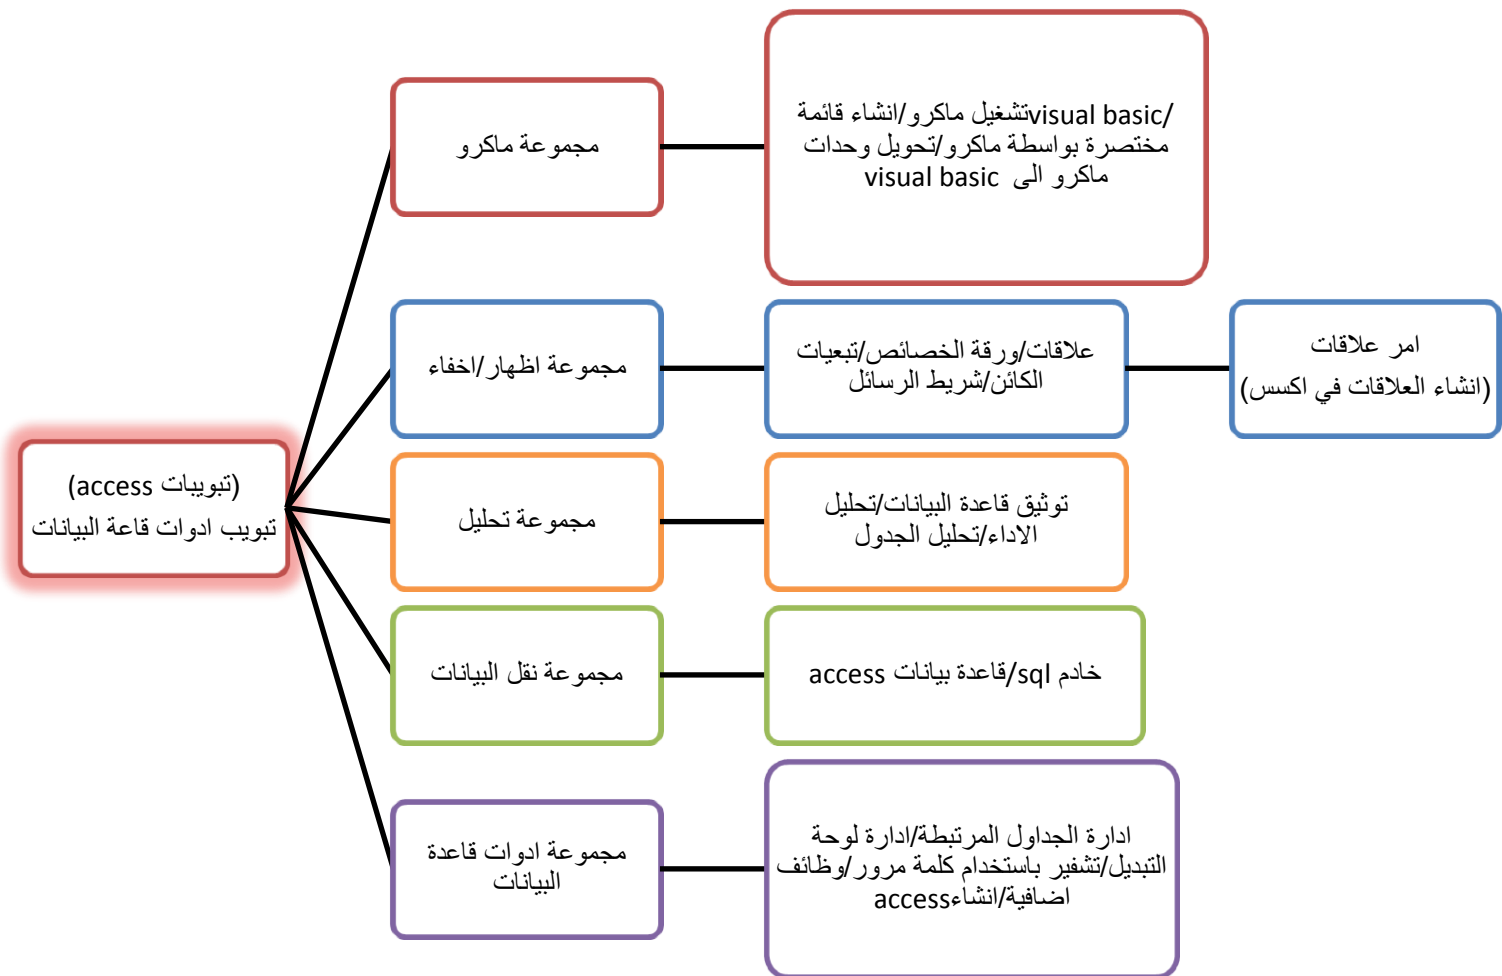 (تبويبات access)
تبويب ادوات قاعة البيانات
مجموعة ماكرو
visual basic/تشغيل ماكرو/انشاء قائمة
مختصرة بواسطة ماكرو/تحويل وحدات
ماكرو الى visual basic
مجموعة اظهار/اخفاء
علاقات/ورقة الخصائص/تبعيات
الكائن/شريط الرسائل
امر علاقات
(انشاء العلاقات في اكسس)
مجموعة تحليل
توثيق قاعدة البيانات/تحليل
الاداء/تحليل الجدول
مجموعة نقل البيانات
خادم sql/قاعدة بيانات access
مجموعة ادوات قاعدة
البيانات
ادارة الجداول المرتبطة/ادارة لوحة
التبديل/تشفير باستخدام كلمة مرور/وظائف
اضافية/انشاءaccess